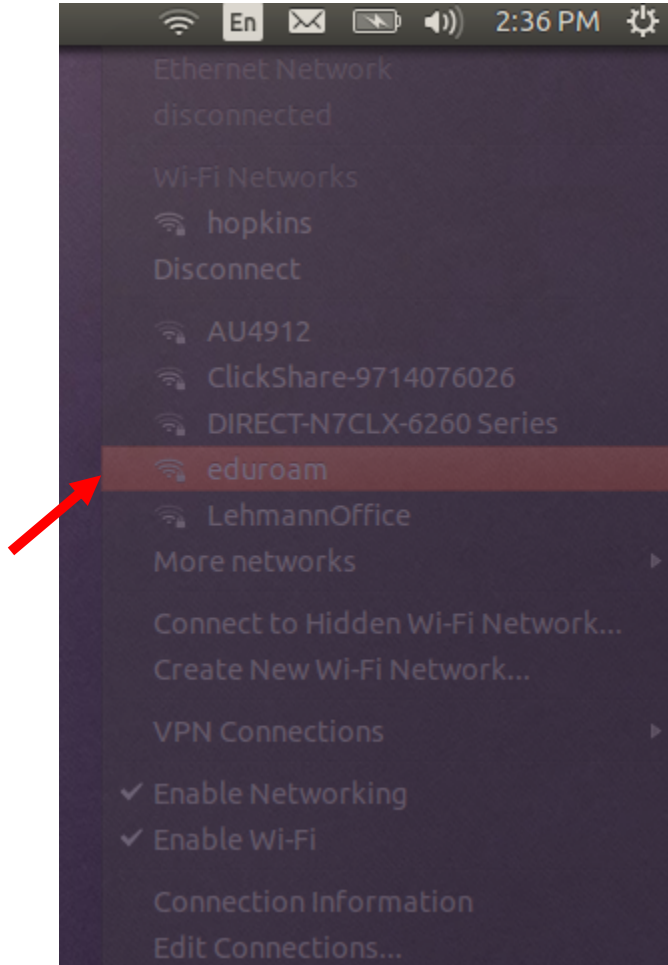 En 2:36 PM
Ethernet Network
disconnected
Wi-Fi Networks
hopkins
Disconnect
AU4912
ClickShare-9714076026
DIRECT-N7CLX-6260 Series
eduroam
LehmannOffice
More networks
Connect to Hidden Wi-Fi Network...
Create New Wi-Fi Network...
VPN Connections
Enable Networking
Enable Wi-Fi
Connection Information
Edit Connections...